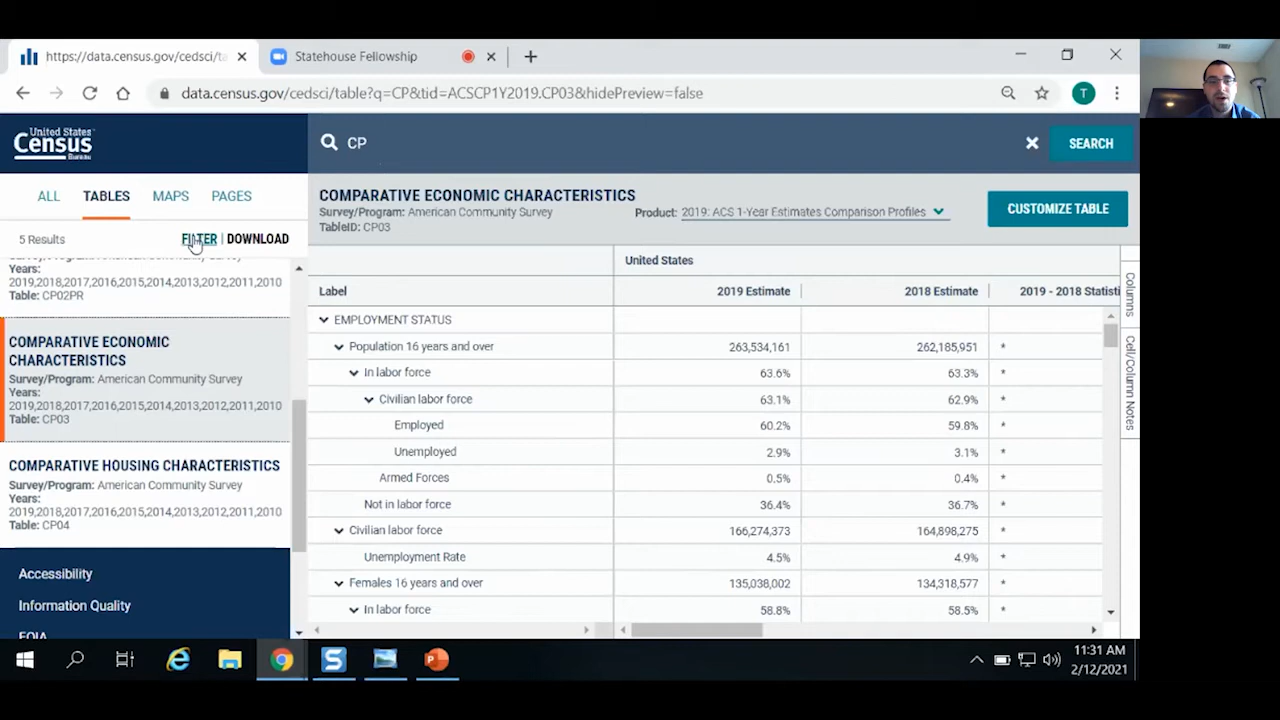 https://data.census.gov/cedsci/ta
Statehouse Fellowship
data.census.gov/cedsci/table?q=CP&tid=ACSCP1Y2019.CP03&hidePreview=false
T
United States
Census
Bureau
CP
SEARCH
ALL
TABLES
MAPS
PAGES
5 Results
FILTER | DOWNLOAD
Years:
2019,2018,2017,2016,2015,2014,2013,2012,2011,2010
Table: CP02PR
COMPARATIVE ECONOMIC
CHARACTERISTICS
Survey/Program: American Community Survey
Years:
2019,2018,2017,2016,2015,2014,2013,2012,2011,2010
Table: CP03
COMPARATIVE HOUSING CHARACTERISTICS
Survey/Program: American Community Survey
Years:
2019,2018,2017,2016,2015,2014,2013,2012,2011,2010
Table: CP04
Accessibility
Information Quality
FOIA
COMPARATIVE ECONOMIC CHARACTERISTICS
Survey/Program: American Community Survey
TableID: CP03
Product: 2019: ACS 1-Year Estimates Comparison Profiles
CUSTOMIZE TABLE
United States
Label 2019 Estimate 2018 Estimate 2019 - 2018 Statisti
EMPLOYMENT STATUS
Population 16 years and over 263,534,161 262,185,951 *
In labor force 63.6% 63.3% *
Civilian labor force 63.1% 62.9% *
Employed 60.2% 59.8% *
Unemployed 2.9% 3.1% *
Armed Forces 0.5% 0.4% *
Not in labor force 36.4% 36.7% *
Civilian labor force 166,274,373 164,898,275 *
Unemployment Rate 4.5% 4.9% *
Females 16 years and over 135,038,002 134,318,577 *
In labor force 58.8% 58.5% *
Columns
Cell/Column Notes
11:31 AM
2/12/2021